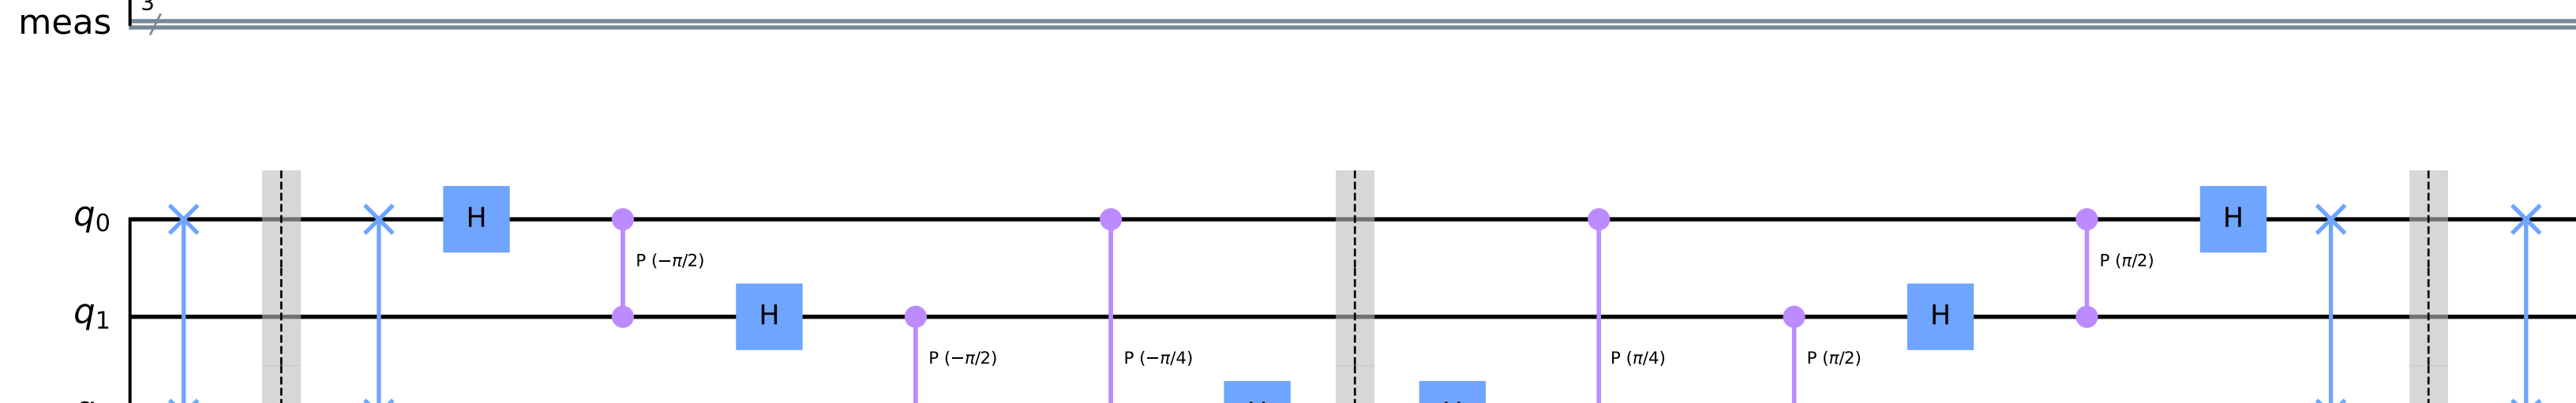 3
meas
q0 H H
P (−π/2) P (π/2)
q1 H H
P (−π/2) P (−π/4) P (π/4) P (π/2)